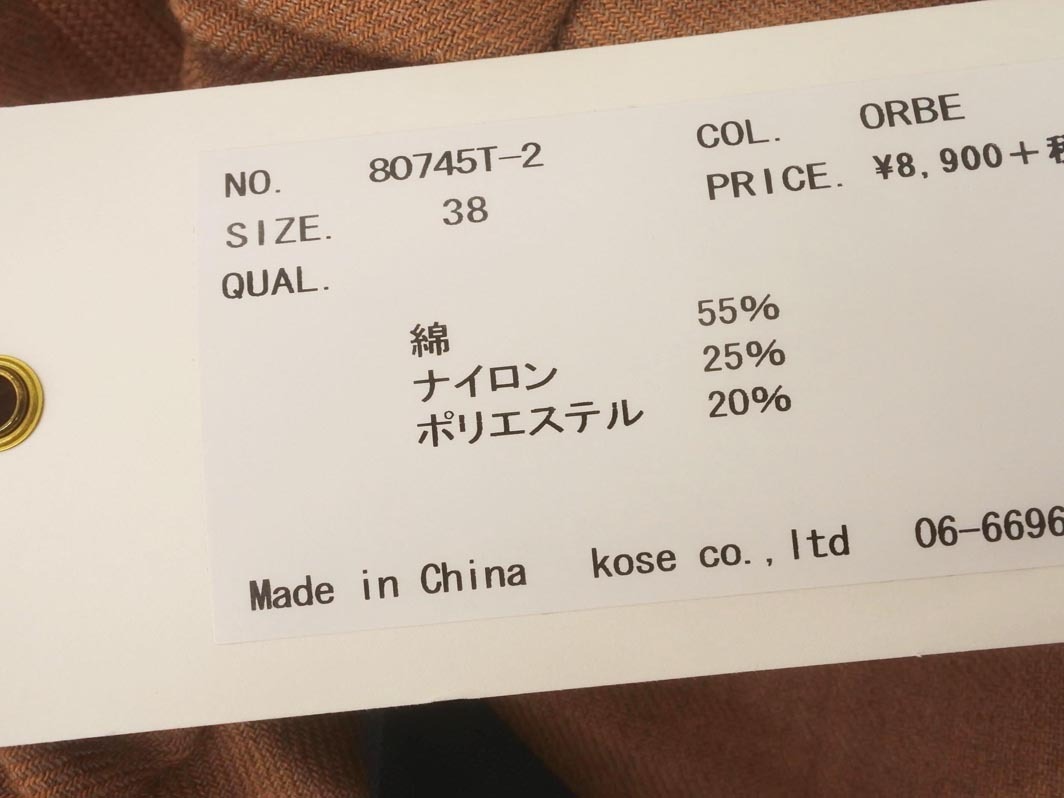 NO. 80745T-2 COL. ORBE
SIZE. 38 PRICE. ¥8,900+税
QUAL.
綿 55%
ナイロン 25%
ポリエステル 20%
Made in China kose co.,ltd 06-6696